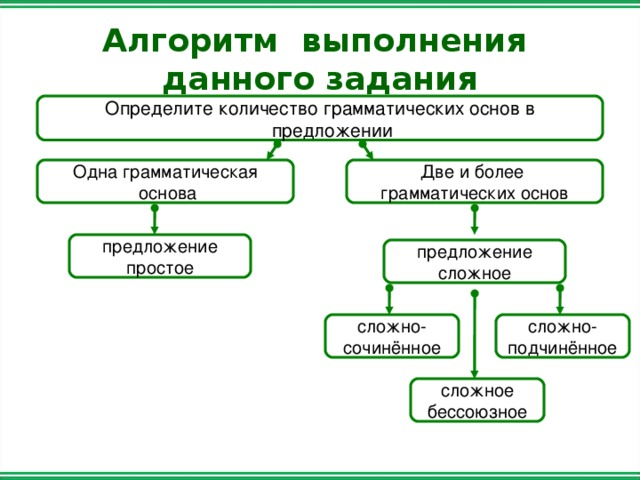 Алгоритм выполнения
данного задания
Определите количество грамматических основ в
предложении
Одна грамматическая
основа
Две и более
грамматических основ
предложение
простое
предложение
сложное
сложно-
сочинённое
сложно-
подчинённое
сложное
бессоюзное